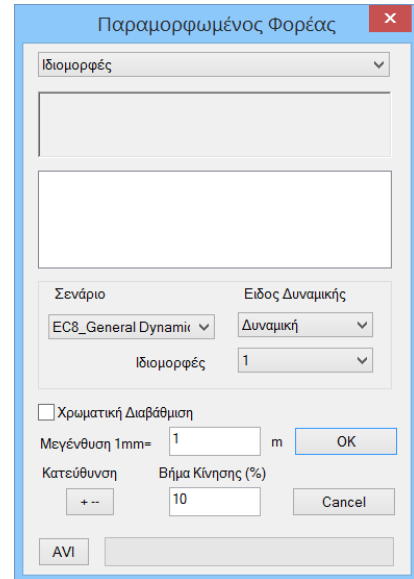 Παραμορφωμένος Φορέας
Ιδιομορφές
Σενάριο Ειδος Δυναμικής
EC8_General Dynamic Δυναμική
Ιδιομορφές 1
Χρωματική Διαβάθμιση
Μεγένθυση 1mm= 1 m OK
Κατεύθυνση Βήμα Κίνησης (%)
+ -- 10 Cancel
AVI